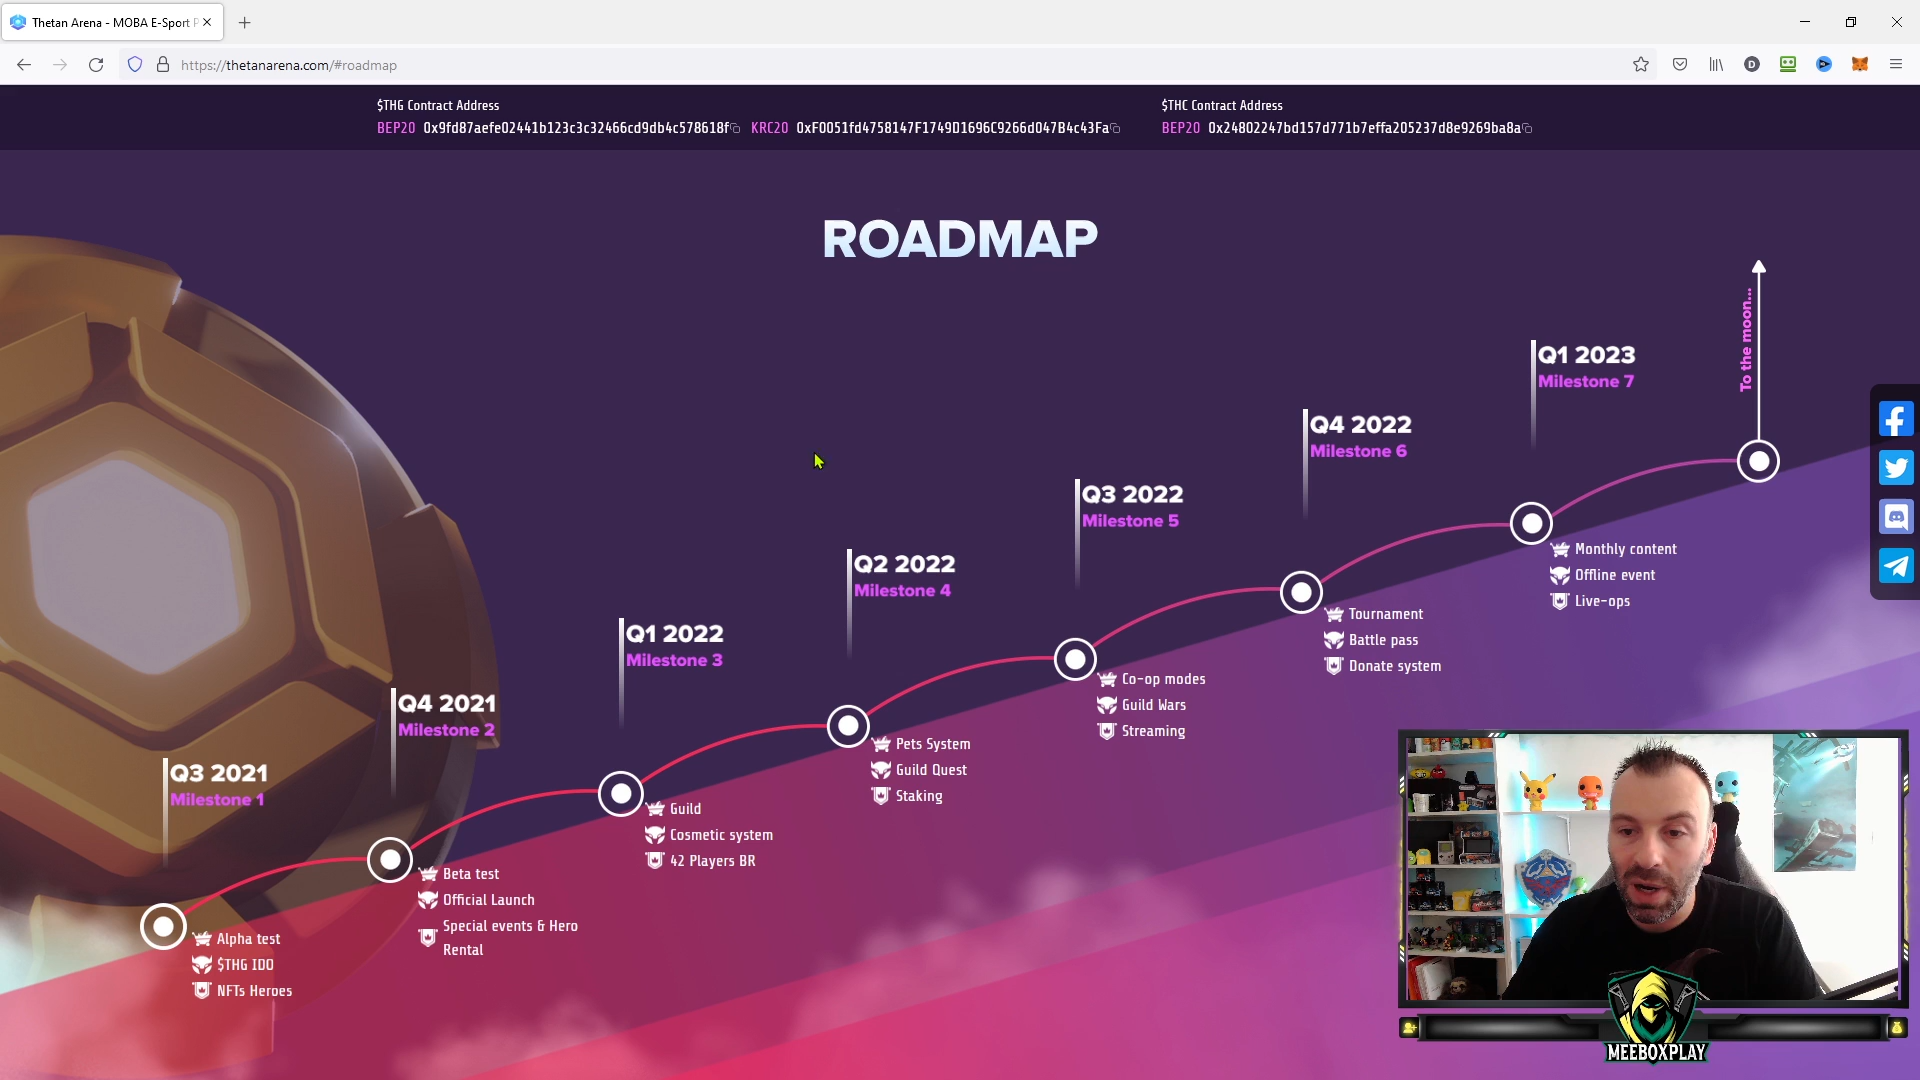 Thetan Arena - MOBA E-Sport P
https://thetanarena.com/#roadmap
$THG Contract Address
BEP20 0x9fd87aefe02441b123c3c32466cd9db4c578618f KRC20 0xF0051fd4758147F1749D1696C9266d047B4c43Fa
$THC Contract Address
BEP20 0x24802247bd157d771b7effa205237d8e9269ba8a
ROADMAP
To the moon...
Q3 2021
Milestone 1
Alpha test
$THG IDO
NFTs Heroes
Q4 2021
Milestone 2
Beta test
Official Launch
Special events & Hero
Rental
Q1 2022
Milestone 3
Guild
Cosmetic system
42 Players BR
Q2 2022
Milestone 4
Pets System
Guild Quest
Staking
Q3 2022
Milestone 5
Co-op modes
Guild Wars
Streaming
Q4 2022
Milestone 6
Tournament
Battle pass
Donate system
Q1 2023
Milestone 7
Monthly content
Offline event
Live-ops
MEEBOXPLAY